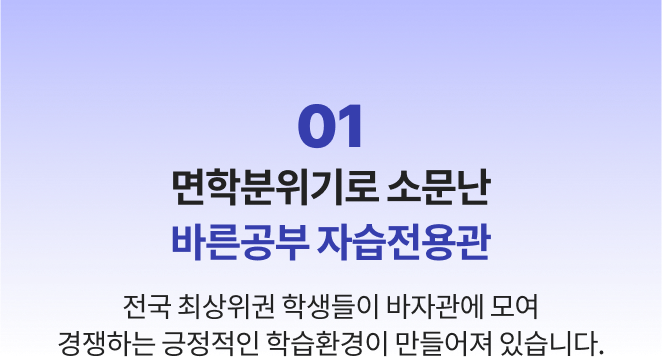 01
면학분위기로 소문난
바른공부 자습전용관
전국 최상위권 학생들이 바자관에 모여
경쟁하는 긍정적인 학습환경이 만들어져 있습니다.